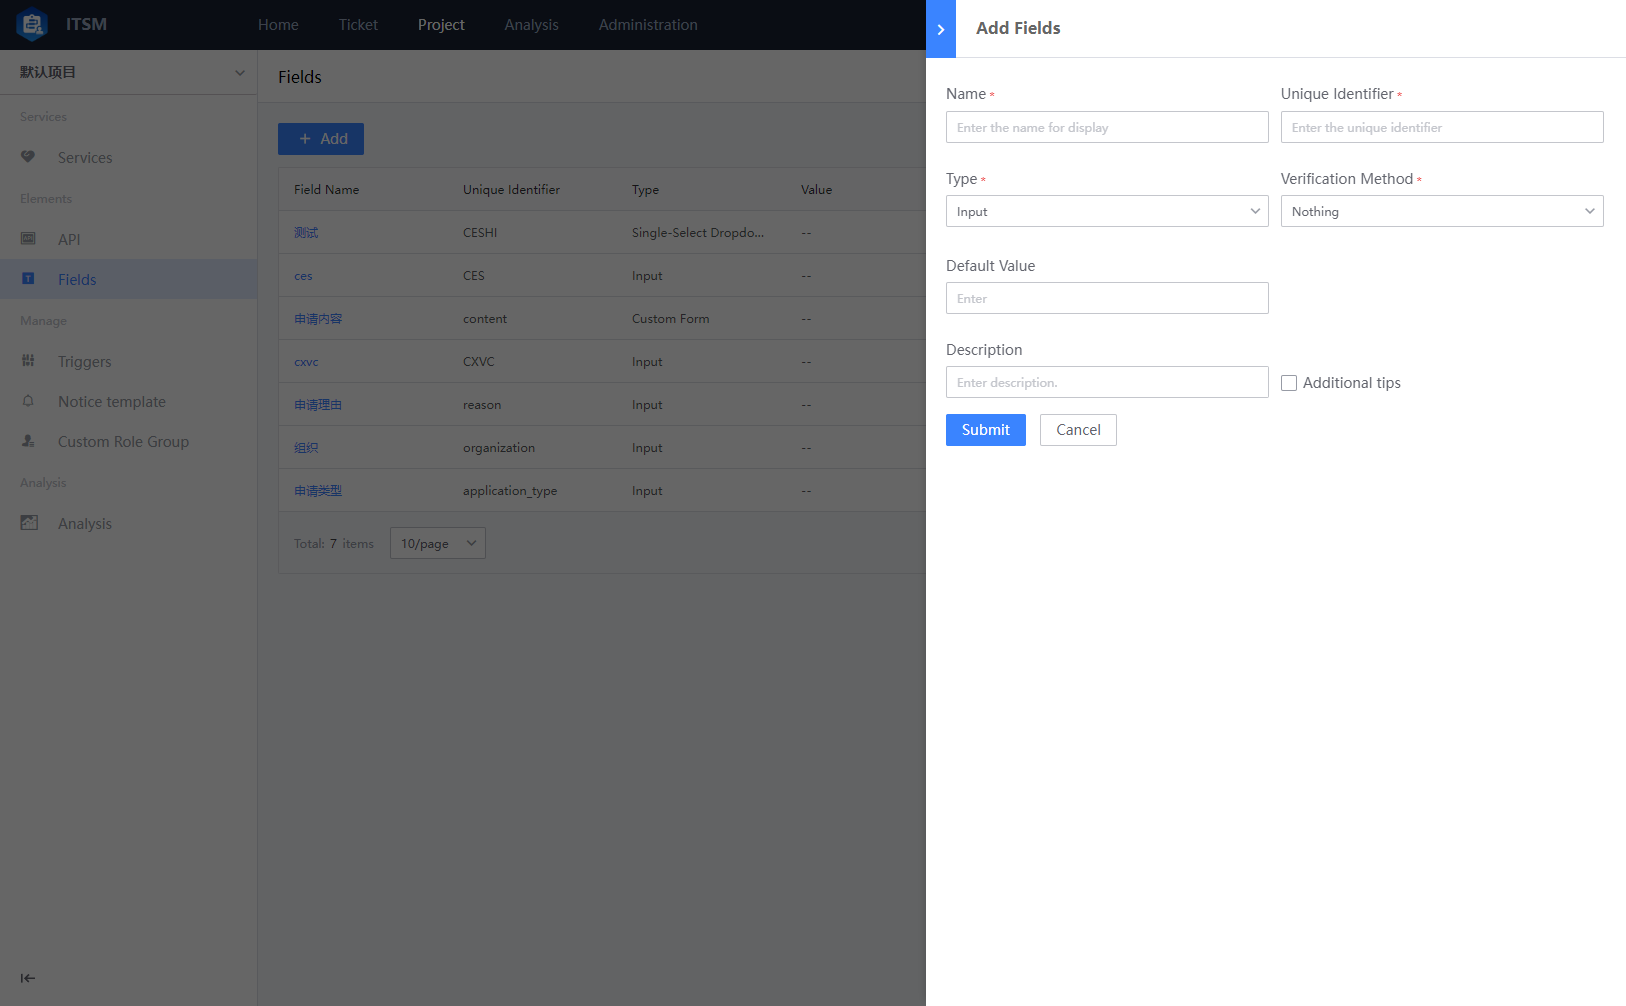 ITSM
Home Ticket Project Analysis Administration
默认项目
Services
Services
Elements
API
Fields
Manage
Triggers
Notice template
Custom Role Group
Analysis
Analysis
Fields
+ Add
Field Name Unique Identifier Type Value
测试 CESHI Single-Select Dropdo... --
ces CES Input --
申请内容 content Custom Form --
cxvc CXVC Input --
申请理由 reason Input --
组织 organization Input --
申请类型 application_type Input --
Total: 7 items 10/page
Add Fields
Name * Unique Identifier *
Enter the name for display Enter the unique identifier
Type * Verification Method *
Input Nothing
Default Value
Enter
Description
Enter description. Additional tips
Submit Cancel